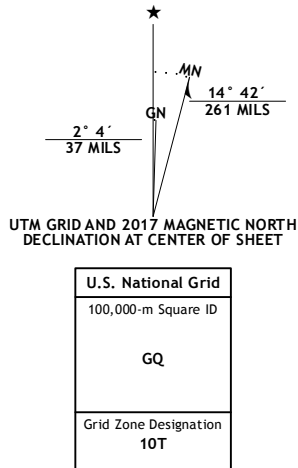 MN
GN
14° 42´
261 MILS
2° 4´
37 MILS
UTM GRID AND 2017 MAGNETIC NORTH
DECLINATION AT CENTER OF SHEET
U.S. National Grid
100,000-m Square ID
GQ
Grid Zone Designation
10T